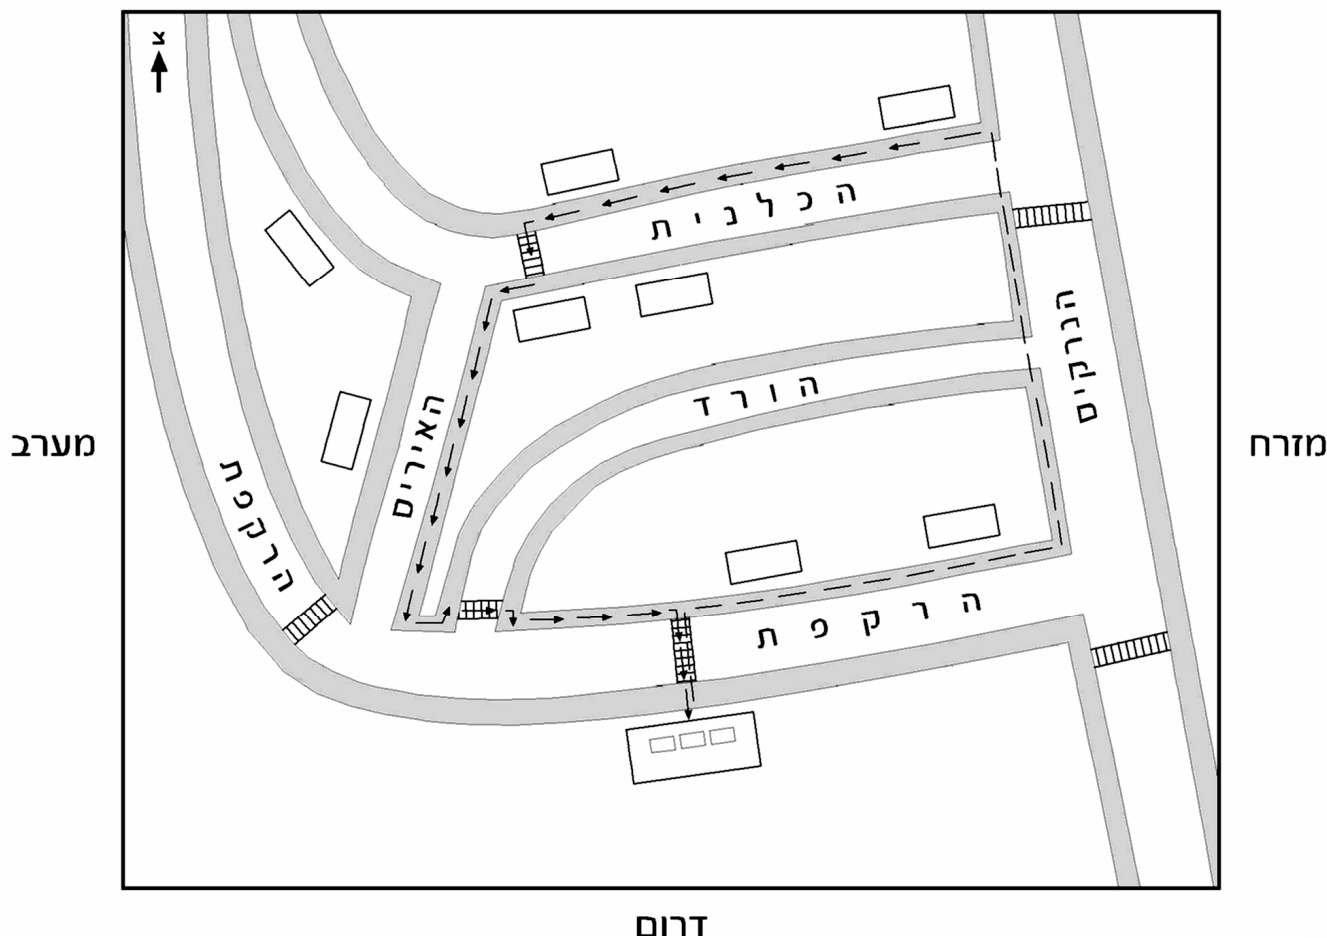 צ
הכלנית
הנרקיסים
הורד
האירים
מערב
מזרח
הרקפת
הרקפת
דרום